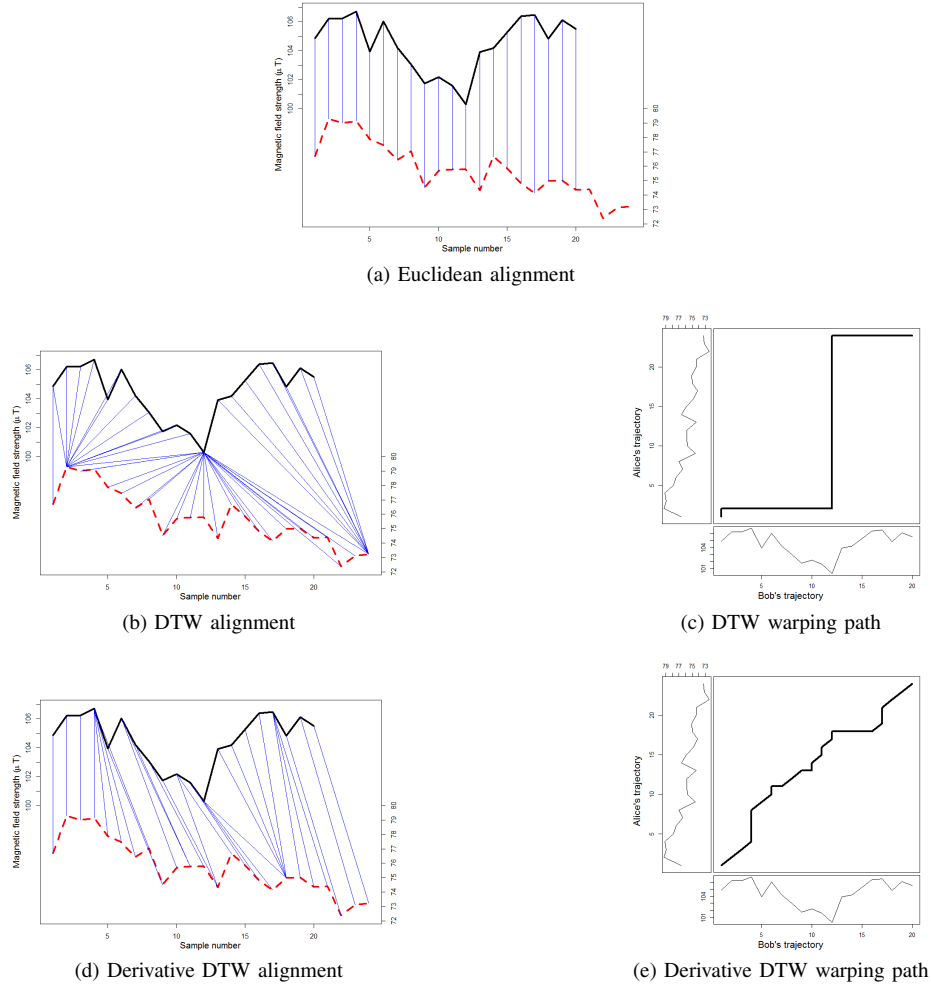 Magnetic field strength (μ T)
100 102 104 106
72 73 74 75 76 77 78 79 80
5 10 15 20
Sample number
(a) Euclidean alignment
Magnetic field strength (μ T)
100 102 104 106
72 73 74 75 76 77 78 79 80
5 10 15 20
Sample number
(b) DTW alignment
79 77 75 73
Alice's trajectory
5 10 15 20
101 104
5 10 15 20
Bob's trajectory
(c) DTW warping path
Magnetic field strength (μ T)
100 102 104 106
72 73 74 75 76 77 78 79 80
5 10 15 20
Sample number
(d) Derivative DTW alignment
79 77 75 73
Alice's trajectory
5 10 15 20
101 104
5 10 15 20
Bob's trajectory
(e) Derivative DTW warping path